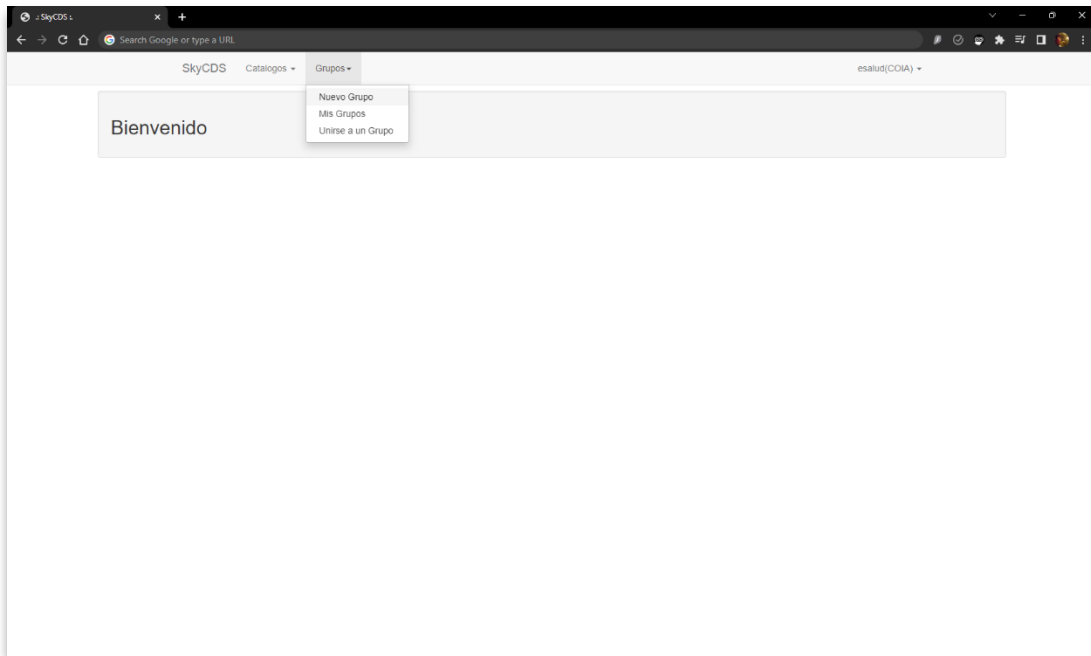 .: SkyCDS :.
Search Google or type a URL
SkyCDS Catalogos Grupos esalud(COIA)
Nuevo Grupo
Mis Grupos
Unirse a un Grupo
Bienvenido